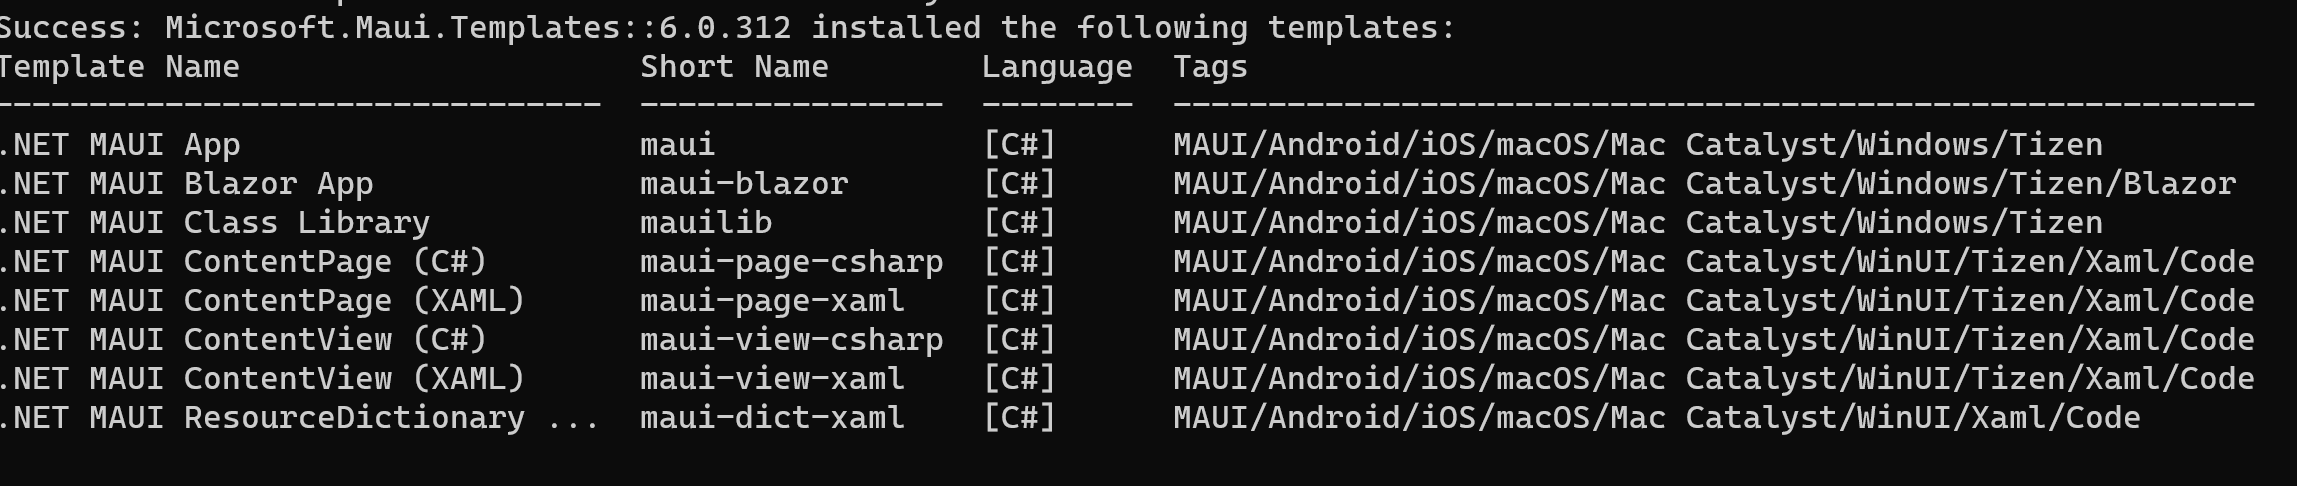 Success: Microsoft.Maui.Templates::6.0.312 installed the following templates:
Template Name                     Short Name        Language  Tags
--------------------------------  ----------------  --------  ---------------------------------------------------------
.NET MAUI App                     maui              [C#]      MAUI/Android/iOS/macOS/Mac Catalyst/Windows/Tizen
.NET MAUI Blazor App              maui-blazor       [C#]      MAUI/Android/iOS/macOS/Mac Catalyst/Windows/Tizen/Blazor
.NET MAUI Class Library           mauilib           [C#]      MAUI/Android/iOS/macOS/Mac Catalyst/Windows/Tizen
.NET MAUI ContentPage (C#)        maui-page-csharp  [C#]      MAUI/Android/iOS/macOS/Mac Catalyst/WinUI/Tizen/Xaml/Code
.NET MAUI ContentPage (XAML)      maui-page-xaml    [C#]      MAUI/Android/iOS/macOS/Mac Catalyst/WinUI/Tizen/Xaml/Code
.NET MAUI ContentView (C#)        maui-view-csharp  [C#]      MAUI/Android/iOS/macOS/Mac Catalyst/WinUI/Tizen/Xaml/Code
.NET MAUI ContentView (XAML)      maui-view-xaml    [C#]      MAUI/Android/iOS/macOS/Mac Catalyst/WinUI/Tizen/Xaml/Code
.NET MAUI ResourceDictionary ...  maui-dict-xaml    [C#]      MAUI/Android/iOS/macOS/Mac Catalyst/WinUI/Xaml/Code